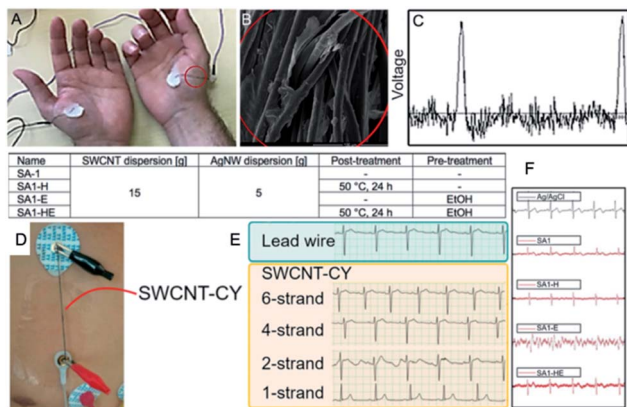 A
B
C
Voltage
Name SWCNT dispersion [g] AgNW dispersion [g] Post-treatment Pre-treatment
SA-1 - -
SA1-H 50 °C, 24 h -
15 5
SA1-E - EtOH
SA1-HE 50 °C, 24 h EtOH
D
SWCNT-CY
E
Lead wire
SWCNT-CY
6-strand
4-strand
2-strand
1-strand
F
Ag/AgCl
SA1
SA1-H
SA1-E
SA1-HE